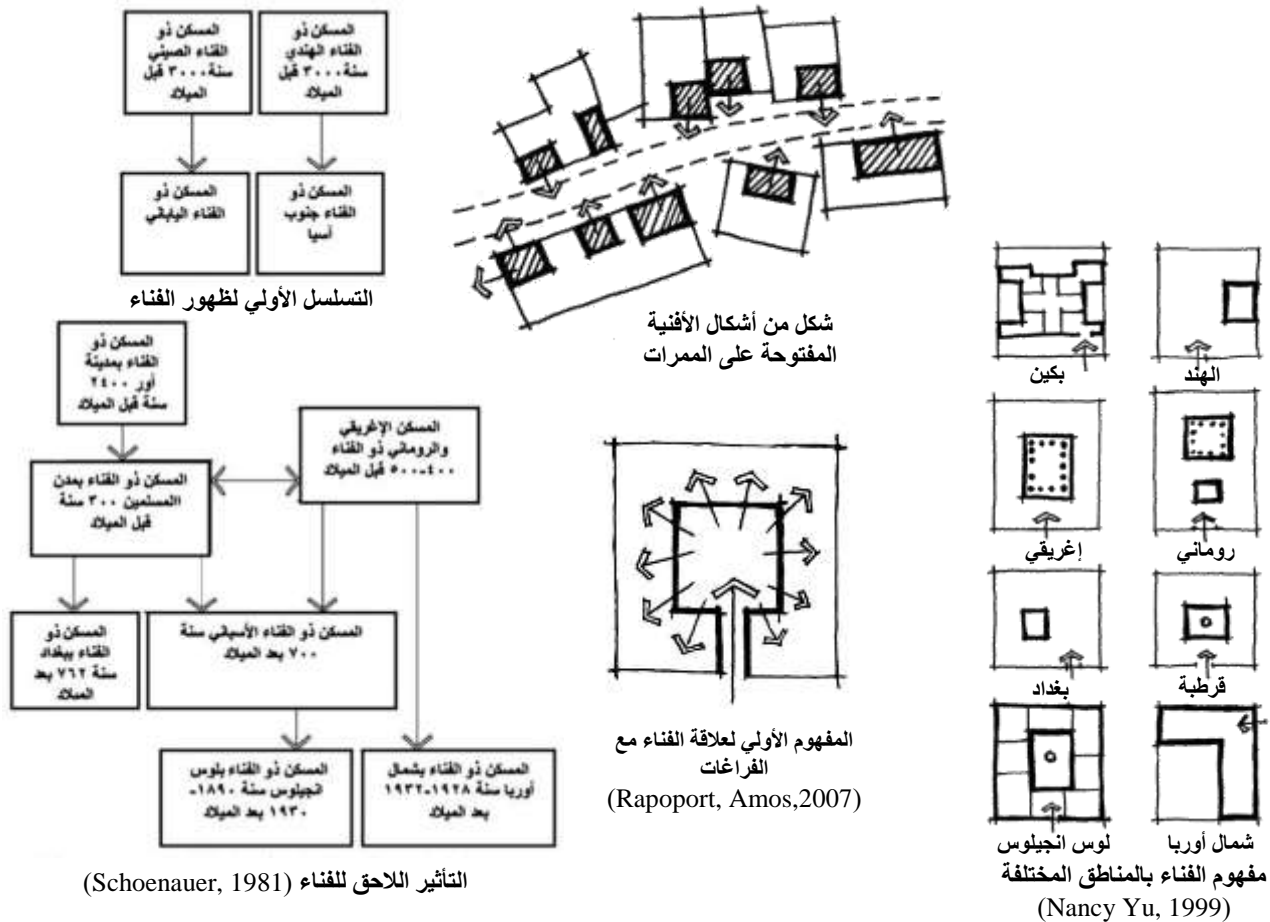 المسكن ذو
الفناء الهندي
سنة ٣٠٠٠ قبل
الميلاد
المسكن ذو
الفناء الصيني
سنة ٣٠٠٠ قبل
الميلاد
المسكن ذو
الفناء جنوب
أسيا
المسكن ذو
الفناء الياباني
التسلسل الأولي لظهور الفناء
شكل من أشكال الأفنية
المفتوحة على الممرات
المسكن ذو
الفناء بمدينة
أور ٢٤٠٠
سنة قبل الميلاد
المسكن الإغريقي
والروماني ذو الفناء
٤٠٠-٥٠٠ قبل الميلاد
المسكن ذو الفناء بمدن
االمسلمين ٣٠٠ سنة
قبل الميلاد
المسكن ذو الفناء الأسباني سنة
٧٠٠ بعد الميلاد
المسكن ذو
الفناء ببغداد
سنة ٧٦٢ بعد
الميلاد
المسكن ذو الفناء بشمال
أوربا سنة ١٩٢٨-١٩٣٢
بعد الميلاد
المسكن ذو الفناء بلوس
انجيلوس سنة ١٨٩٠-
١٩٣٠ بعد الميلاد
التأثير اللاحق للفناء (Schoenauer, 1981)
المفهوم الأولي لعلاقة الفناء مع
الفراغات
(Rapoport, Amos,2007)
الهند
بكين
روماني
إغريقي
قرطبة
بغداد
شمال أوربا
لوس انجيلوس
مفهوم الفناء بالمناطق المختلفة
(Nancy Yu, 1999)